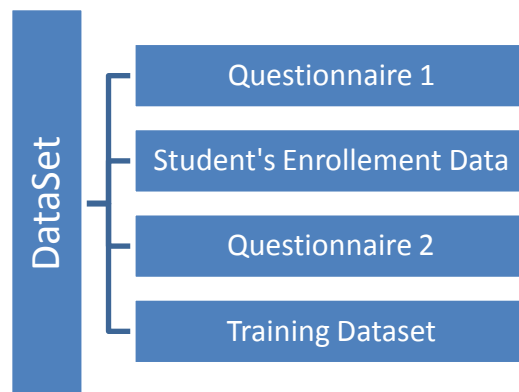 DataSet
Questionnaire 1
Student's Enrollement Data
Questionnaire 2
Training Dataset